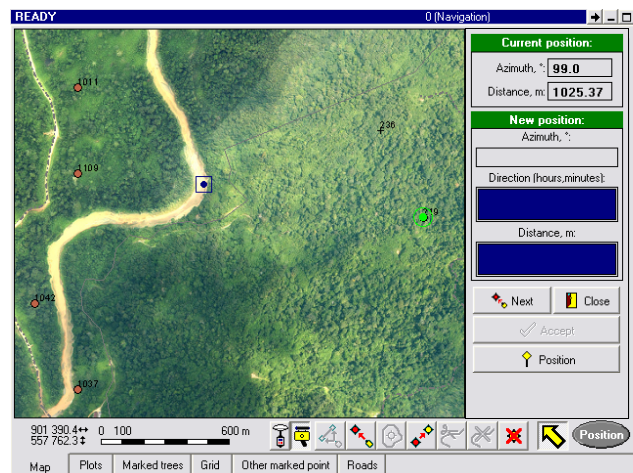 READY 0 (Navigation)
Current position:
Azimuth, °: 99.0
Distance, m: 1025.37
New position:
Azimuth, °:
Direction (hours,minutes):
Distance, m:
Next Close
Accept
Position
1011
236
1109
1042
1037
901 390.4↔ 0 100 600 m
557 762.3↕
Position
Map Plots Marked trees Grid Other marked point Roads